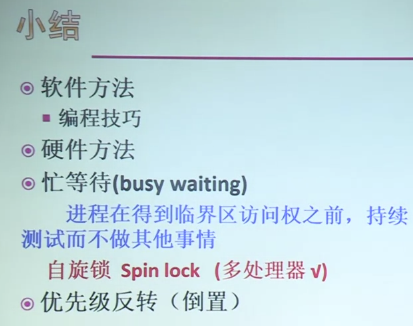 小结
软件方法
编程技巧
硬件方法
忙等待(busy waiting)
进程在得到临界区访问权之前，持续
测试而不做其他事情
自旋锁 Spin lock (多处理器 √)
优先级反转（倒置）